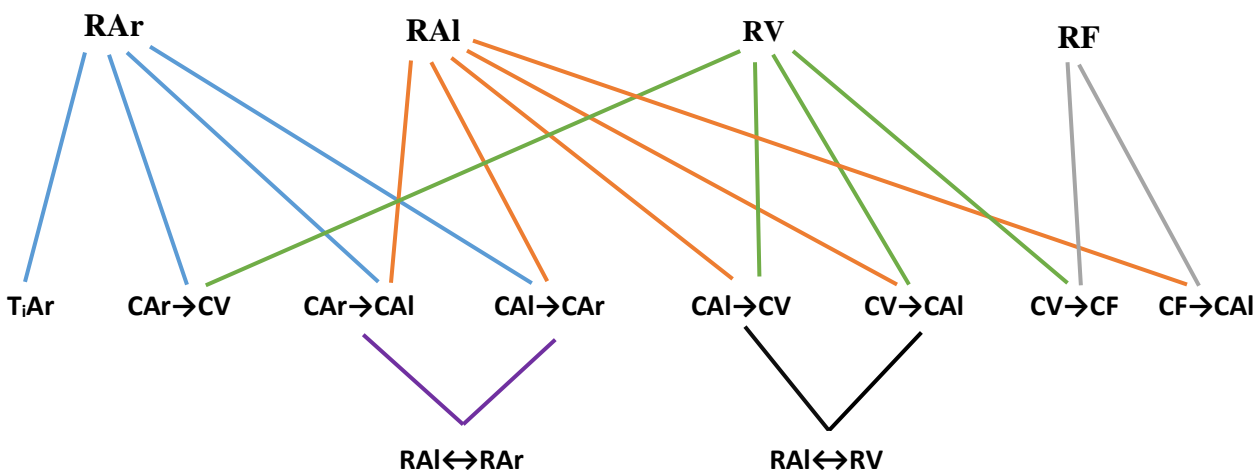 RAr RAl RV RF
TᵢAr CAr→CV CAr→CAl CAl→CAr CAl→CV CV→CAl CV→CF CF→CAl
RAl↔RAr RAl↔RV